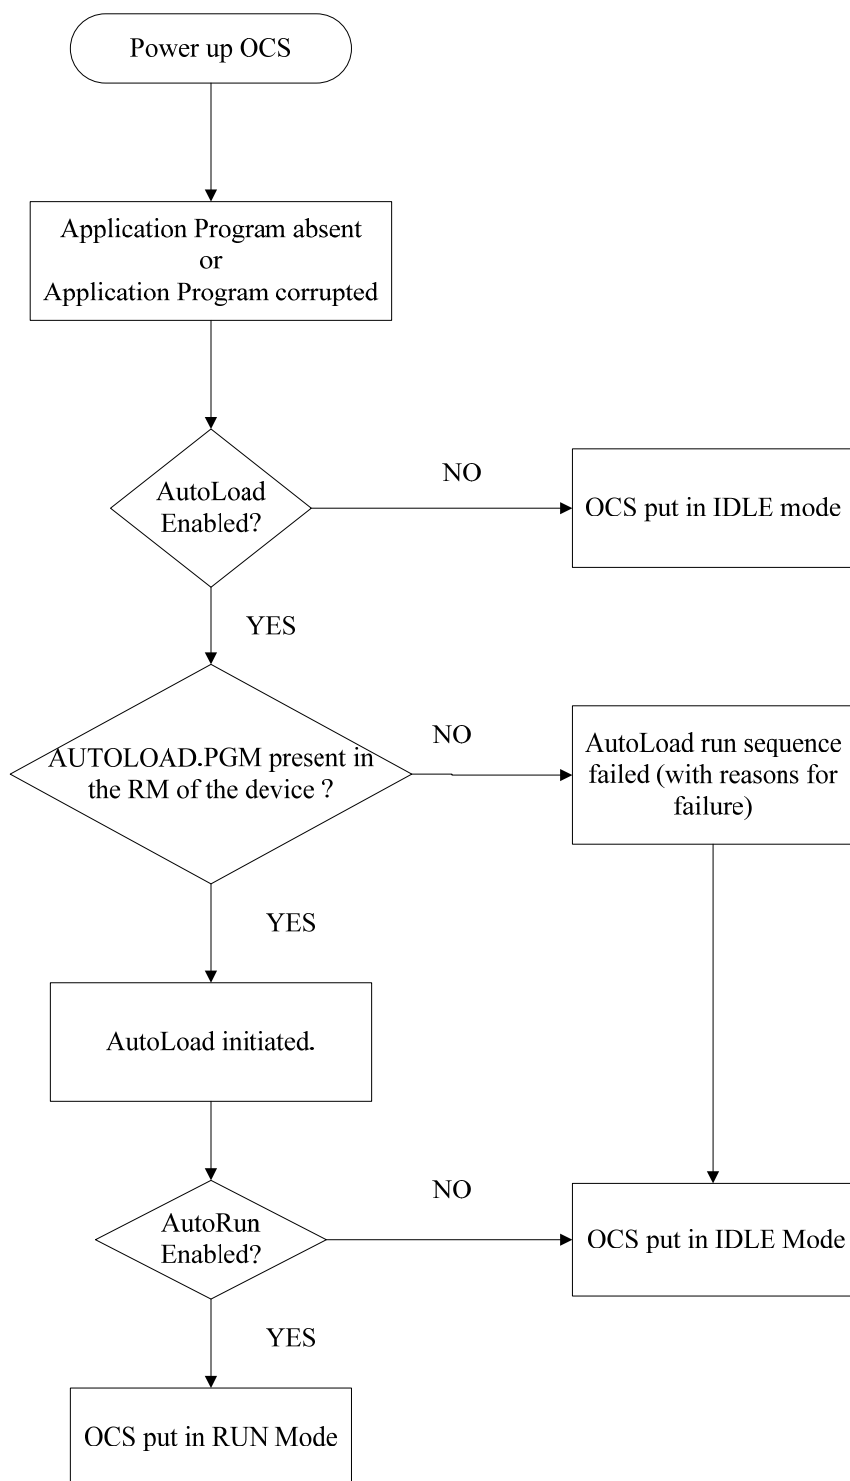 Power up OCS
Application Program absent
or
Application Program corrupted
AutoLoad
Enabled?
NO
OCS put in IDLE mode
YES
AUTOLOAD.PGM present in
the RM of the device ?
NO
AutoLoad run sequence
failed (with reasons for
failure)
YES
AutoLoad initiated.
AutoRun
Enabled?
NO
OCS put in IDLE Mode
YES
OCS put in RUN Mode